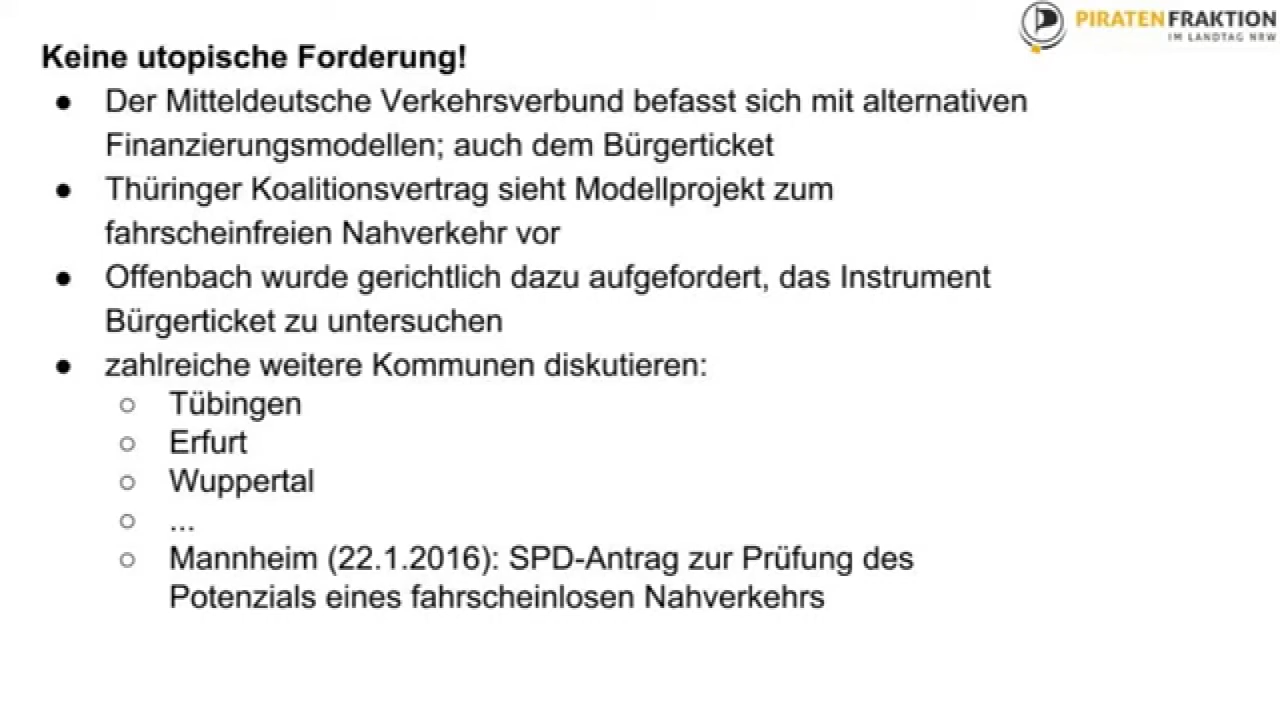 PIRATENFRAKTION
IM LANDTAG NRW
Keine utopische Forderung!
● Der Mitteldeutsche Verkehrsverbund befasst sich mit alternativen
Finanzierungsmodellen; auch dem Bürgerticket
● Thüringer Koalitionsvertrag sieht Modellprojekt zum
fahrscheinfreien Nahverkehr vor
● Offenbach wurde gerichtlich dazu aufgefordert, das Instrument
Bürgerticket zu untersuchen
● zahlreiche weitere Kommunen diskutieren:
○ Tübingen
○ Erfurt
○ Wuppertal
○ ...
○ Mannheim (22.1.2016): SPD-Antrag zur Prüfung des
Potenzials eines fahrscheinlosen Nahverkehrs